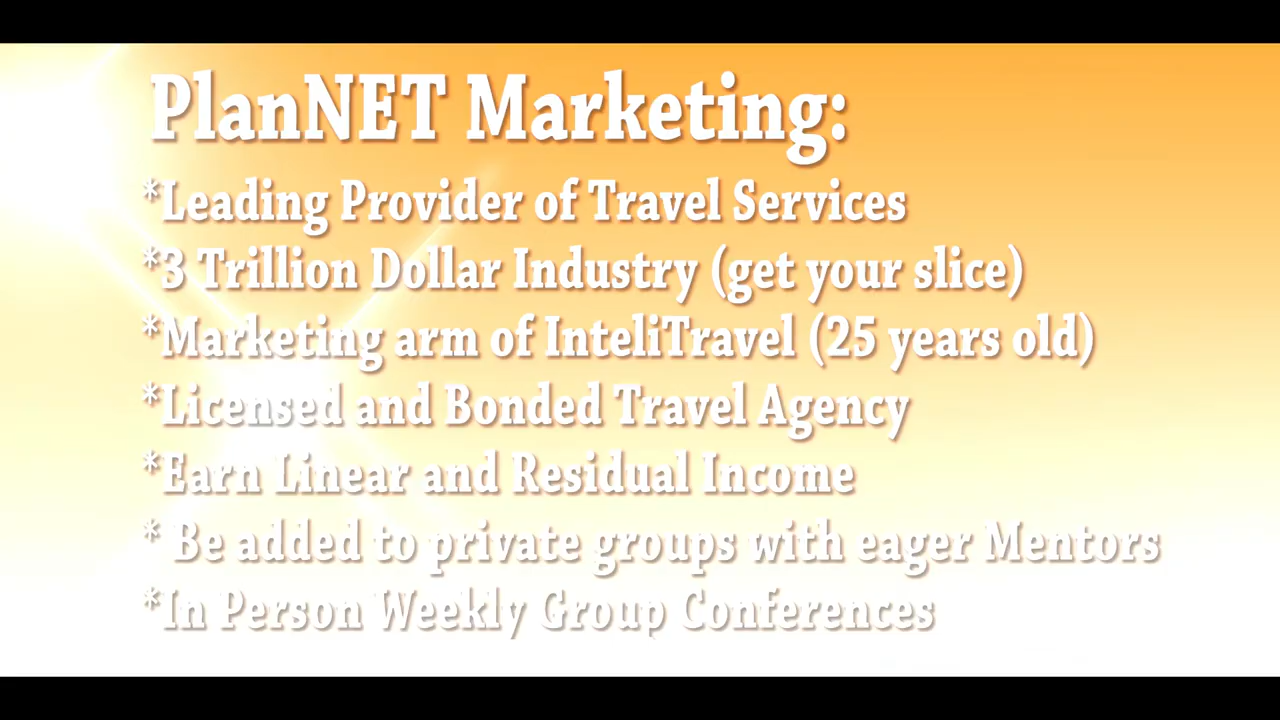 PlanNET Marketing:
*Leading Provider of Travel Services
*3 Trillion Dollar Industry (get your slice)
*Marketing arm of InteliTravel (25 years old)
*Licensed and Bonded Travel Agency
*Earn Linear and Residual Income
* Be added to private groups with eager Mentors
*In Person Weekly Group Conferences